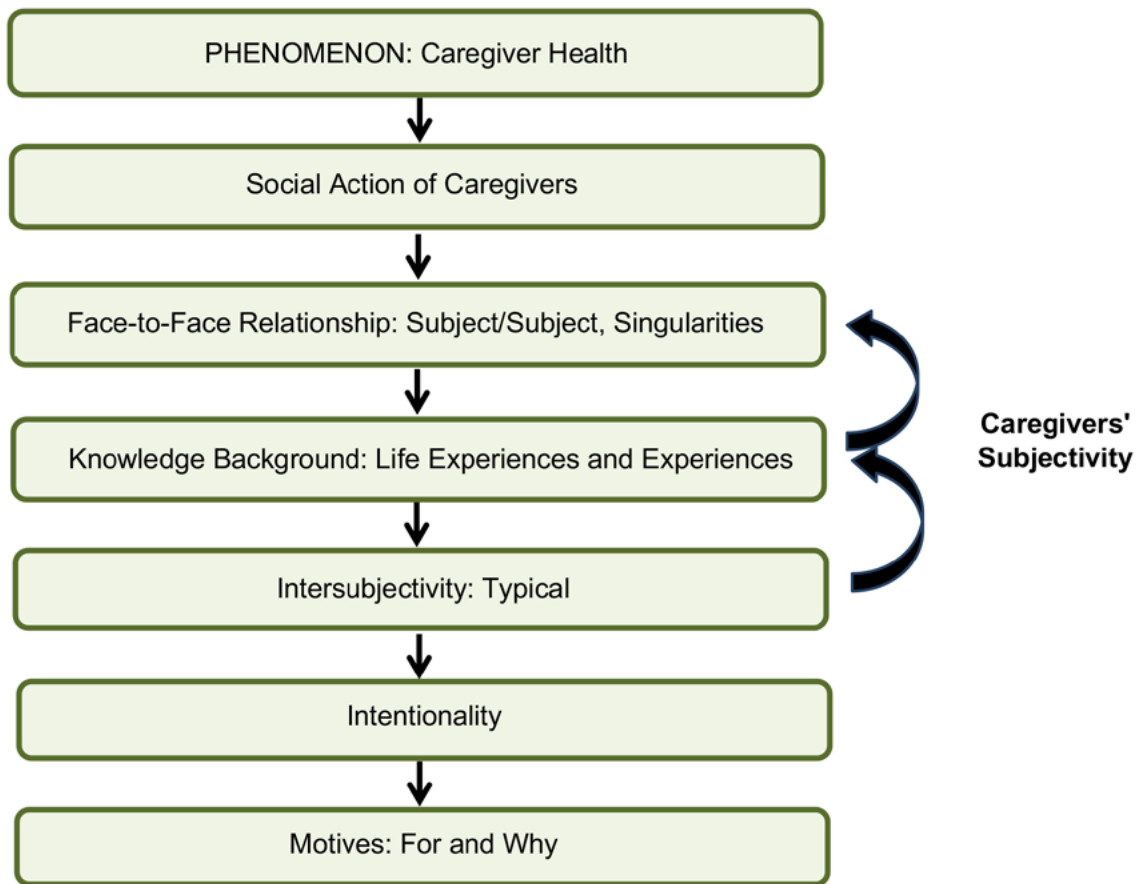 PHENOMENON: Caregiver Health
Social Action of Caregivers
Face-to-Face Relationship: Subject/Subject, Singularities
Knowledge Background: Life Experiences and Experiences
Caregivers'
Subjectivity
Intersubjectivity: Typical
Intentionality
Motives: For and Why